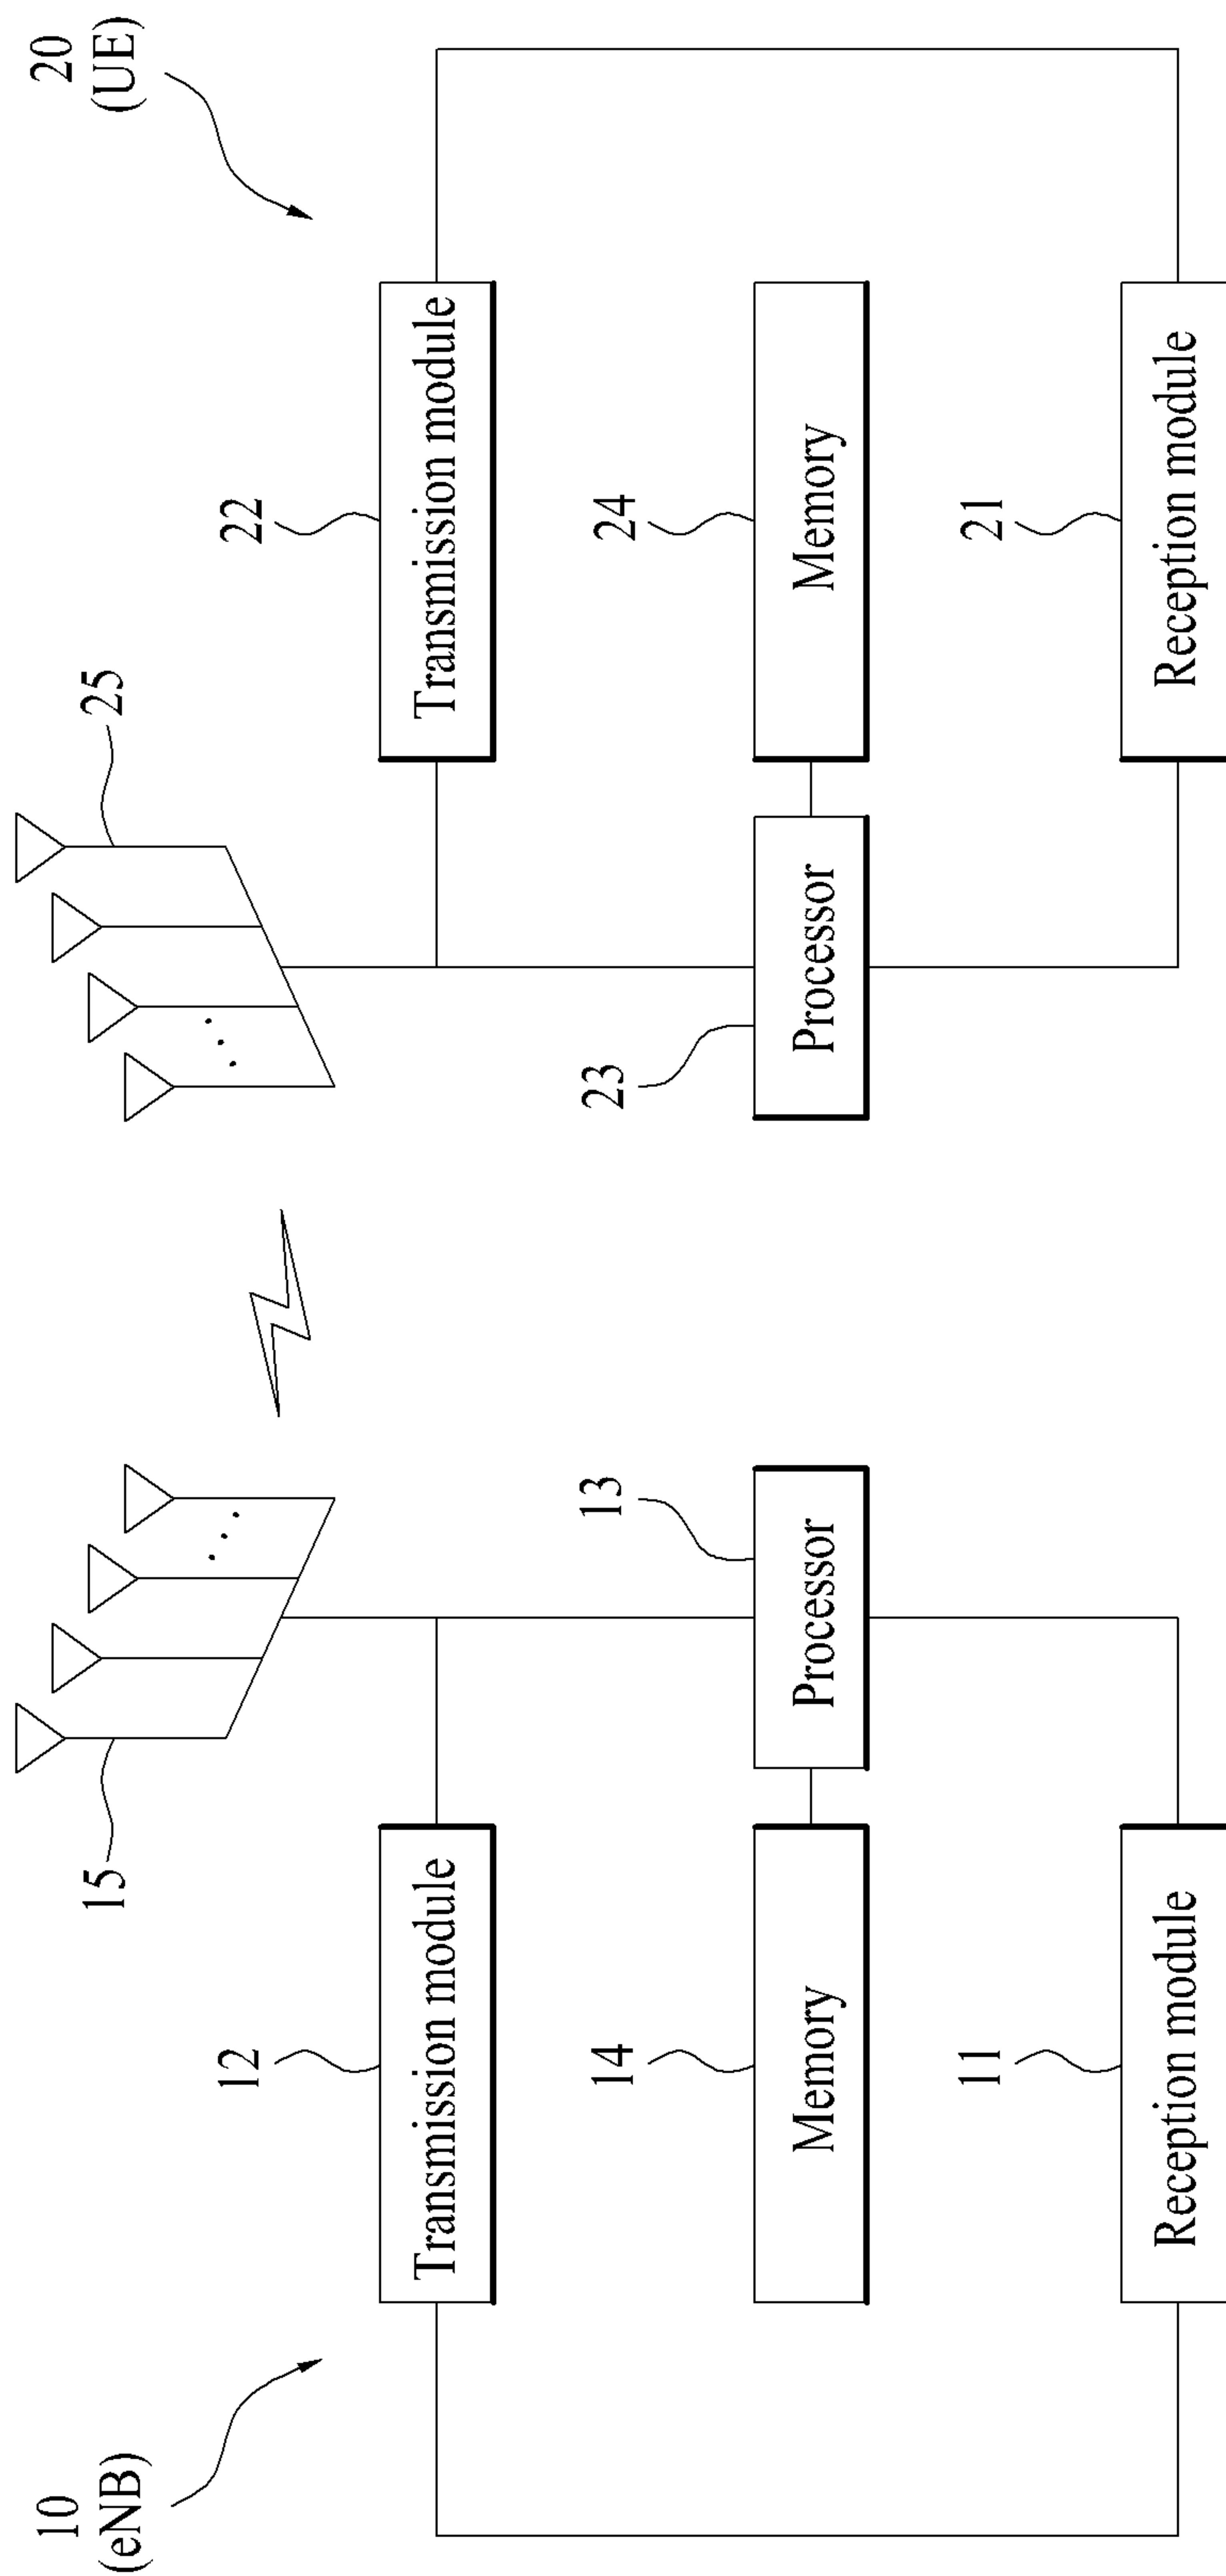 10
(eNB)
20
(UE)
15
25
12
Transmission module
22
Transmission module
13
23
14
Memory
Processor
Processor
24
Memory
11
Reception module
21
Reception module